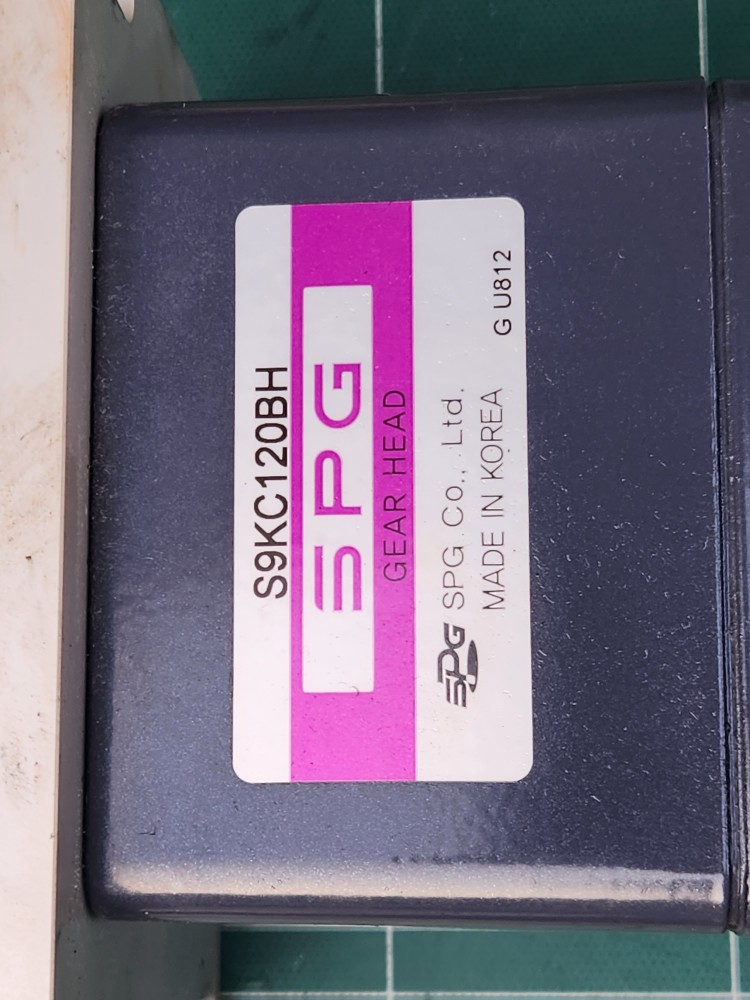 S9KC120BH
SPG
GEAR HEAD
SPG SPG Co., Ltd.
MADE IN KOREA G U812